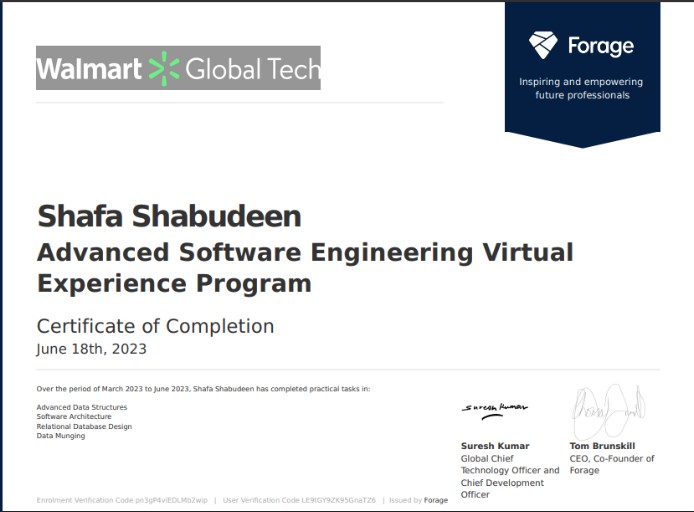 Walmart Global Tech
Forage
Inspiring and empowering
future professionals
Shafa Shabudeen
Advanced Software Engineering Virtual
Experience Program
Certificate of Completion
June 18th, 2023
Over the period of March 2023 to June 2023, Shafa Shabudeen has completed practical tasks in:
Advanced Data Structures
Software Architecture
Relational Database Design
Data Munging
Suresh Kumar
Suresh Kumar
Global Chief
Technology Officer and
Chief Development
Officer
Tom Brunskill
CEO, Co-Founder of
Forage
Enrolment Verification Code pn3gP4viEDLMb2wip | User Verification Code | Issued by Forage